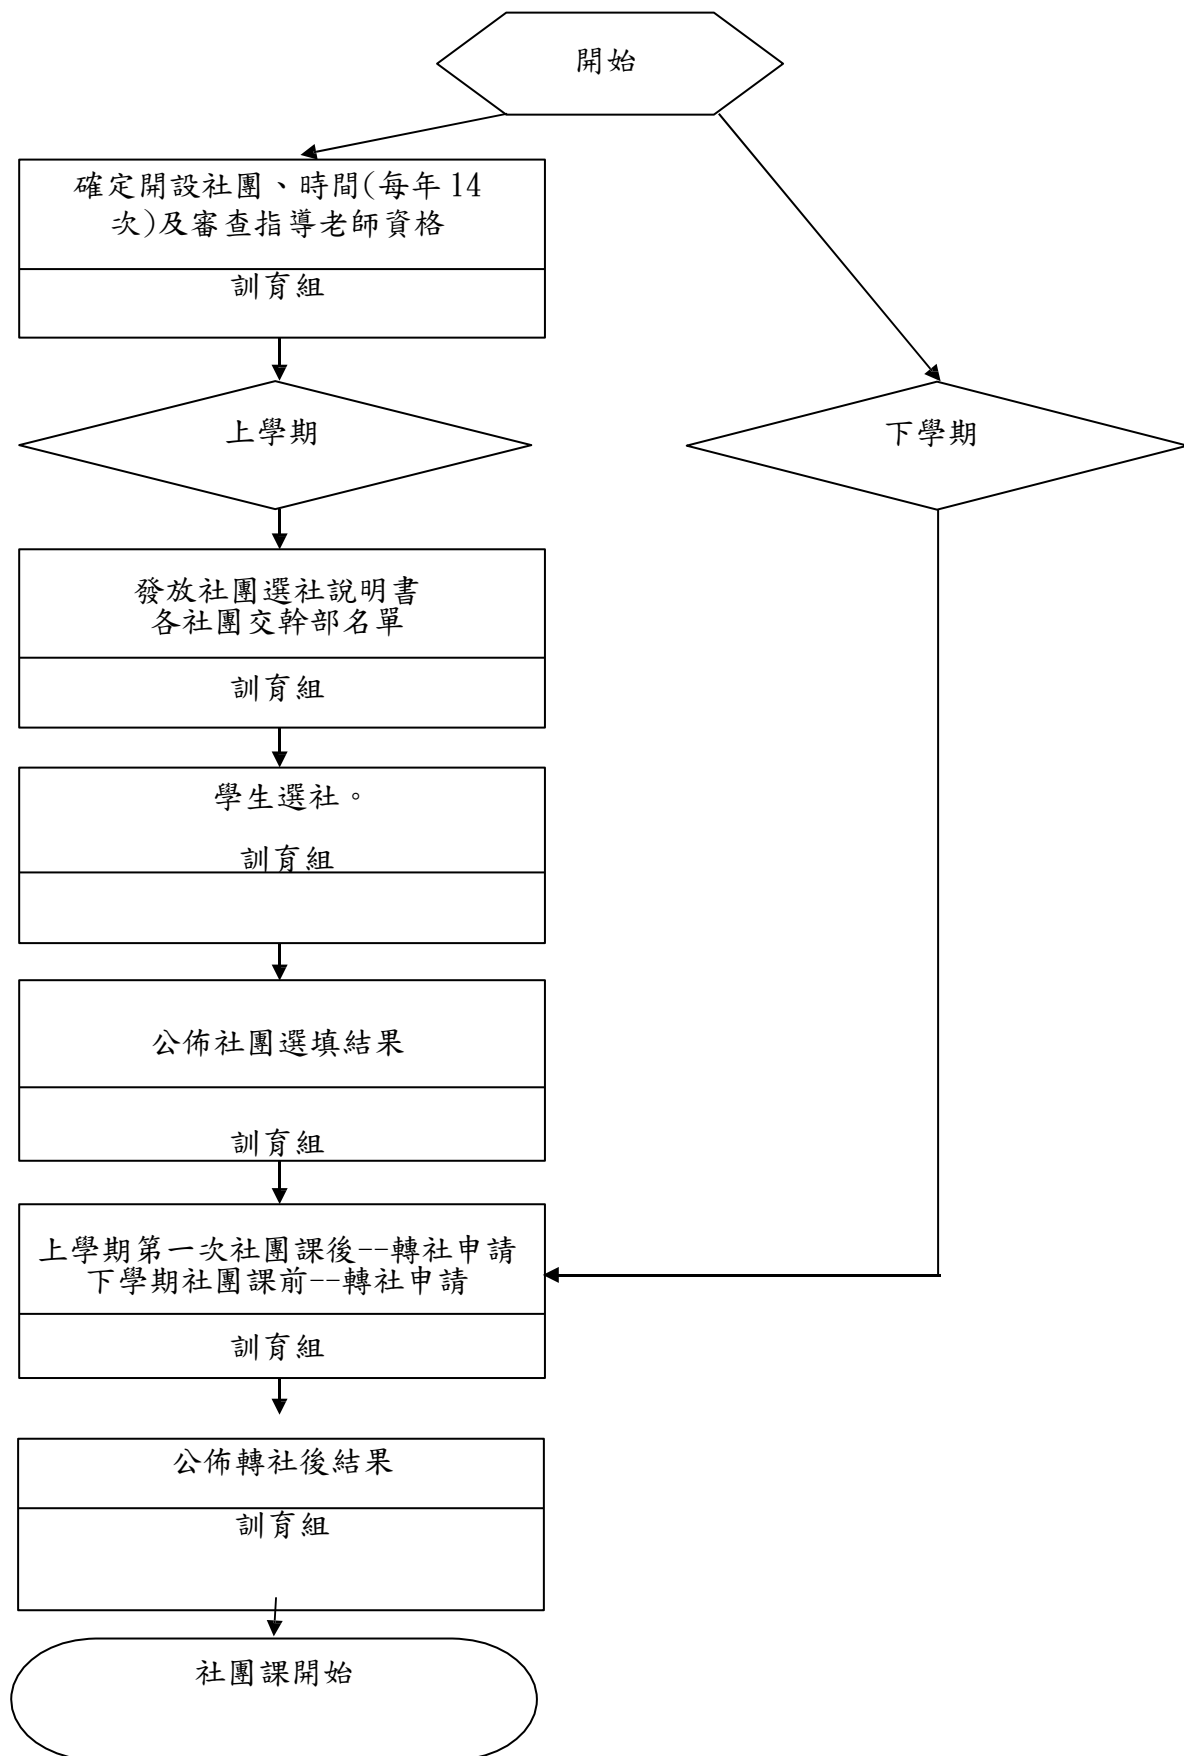 開始
確定開設社團、時間(每年 14
次)及審查指導老師資格
訓育組
上學期
下學期
發放社團選社說明書
各社團交幹部名單
訓育組
學生選社。
訓育組
公佈社團選填結果
訓育組
上學期第一次社團課後--轉社申請
下學期社團課前--轉社申請
訓育組
公佈轉社後結果
訓育組
社團課開始